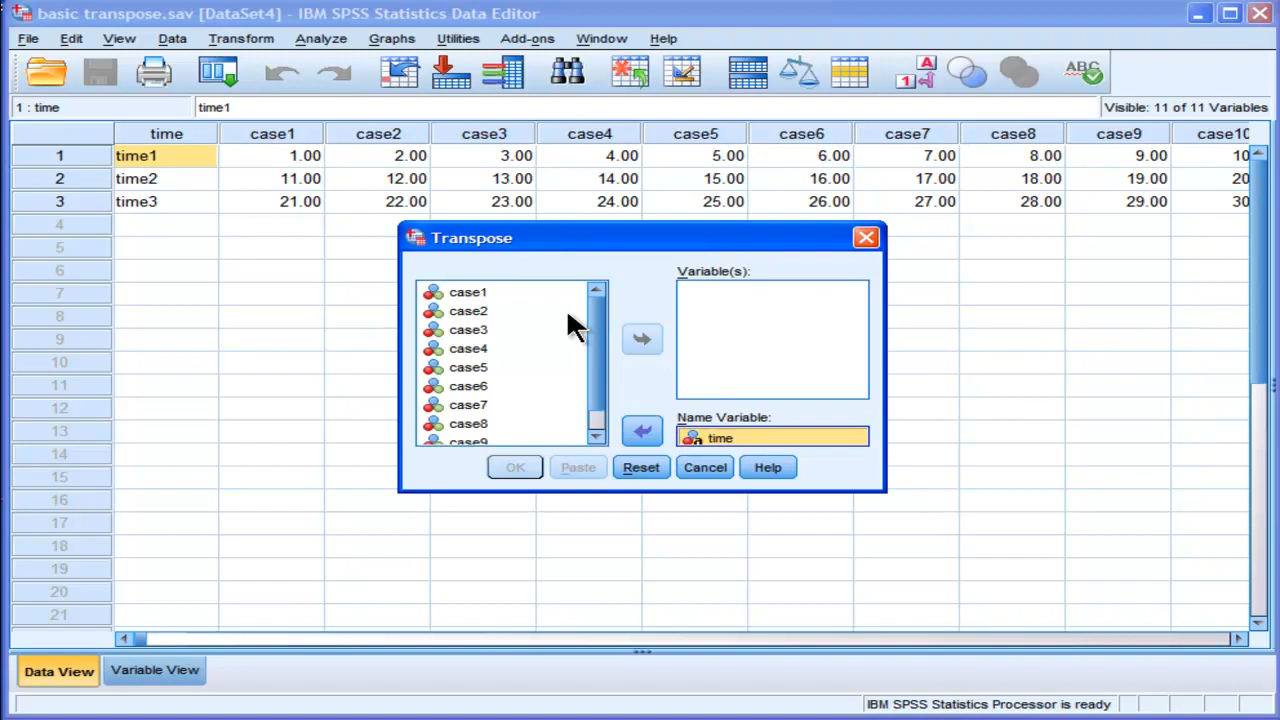 basic transpose.sav [DataSet4] - IBM SPSS Statistics Data Editor
File Edit View Data Transform Analyze Graphs Utilities Add-ons Window Help
1 A
ABC
1 : time time1 Visible: 11 of 11 Variables
time case1 case2 case3 case4 case5 case6 case7 case8 case9 case10
1 time1 1.00 2.00 3.00 4.00 5.00 6.00 7.00 8.00 9.00 10
2 time2 11.00 12.00 13.00 14.00 15.00 16.00 17.00 18.00 19.00 20
3 time3 21.00 22.00 23.00 24.00 25.00 26.00 27.00 28.00 29.00 30
4
5
6
7
8
9
10
11
12
13
14
15
16
17
18
19
20
21
Transpose
Variable(s):
case1
case2
case3
case4
case5
case6
case7
case8
case9
Name Variable:
time
OK Paste Reset Cancel Help
Data View Variable View
IBM SPSS Statistics Processor is ready